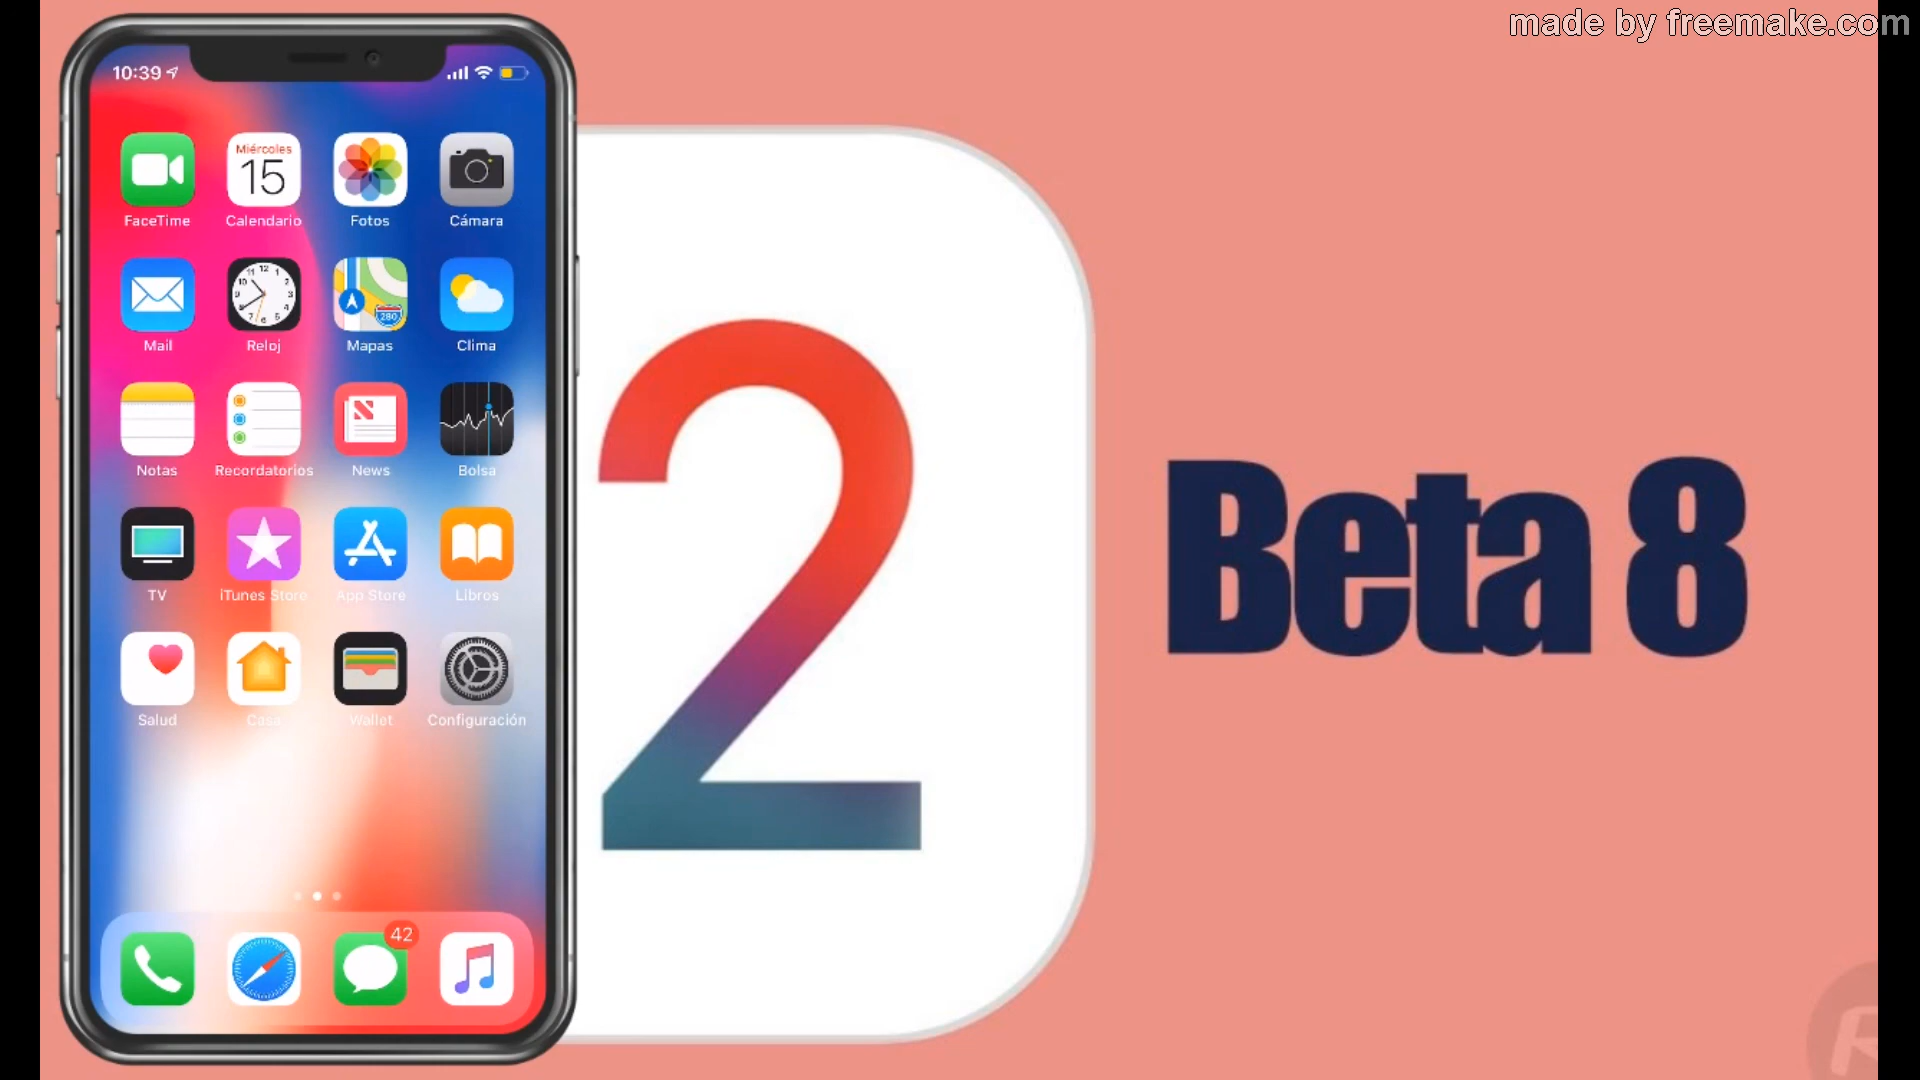 made by freemake.com
10:39
Miércoles
15
FaceTime
Calendario
Fotos
Cámara
280
Mail
Reloj
Mapas
Clima
Notas
Recordatorios
News
Bolsa
TV
iTunes Store
App Store
Libros
Salud
Casa
Wallet
Configuración
42
2
Beta 8